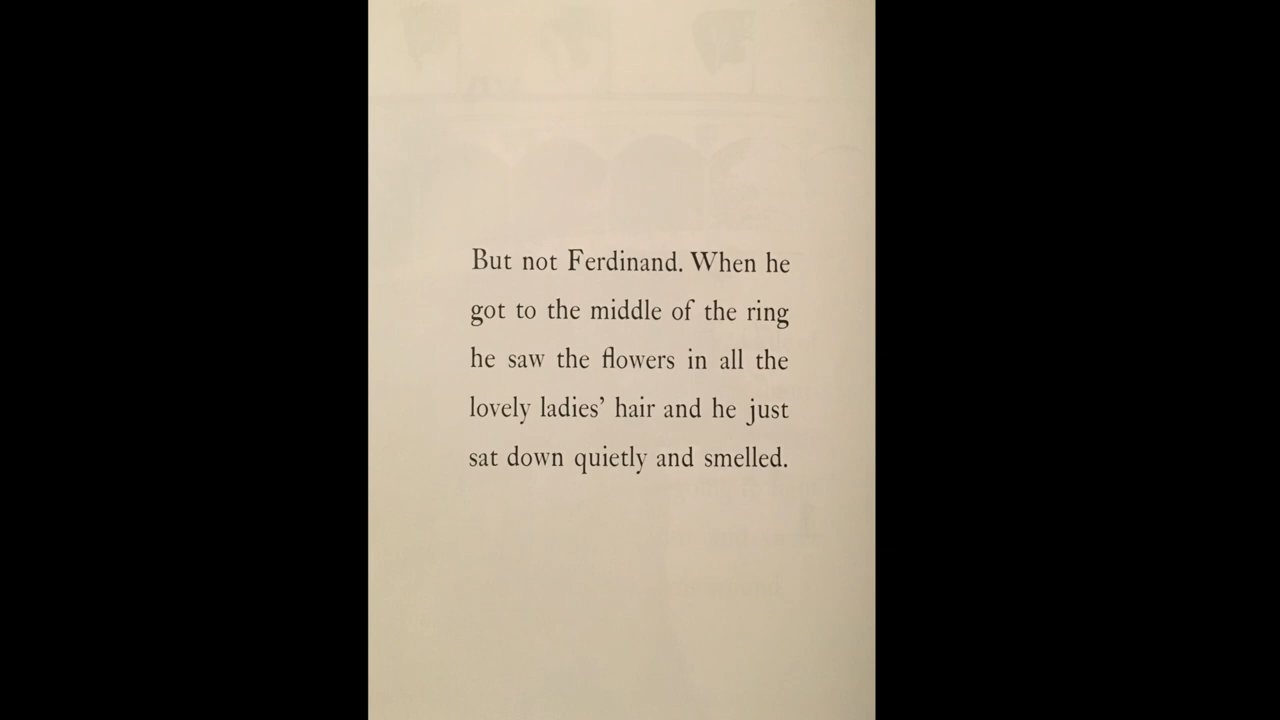 But not Ferdinand. When he
got to the middle of the ring
he saw the flowers in all the
lovely ladies’ hair and he just
sat down quietly and smelled.